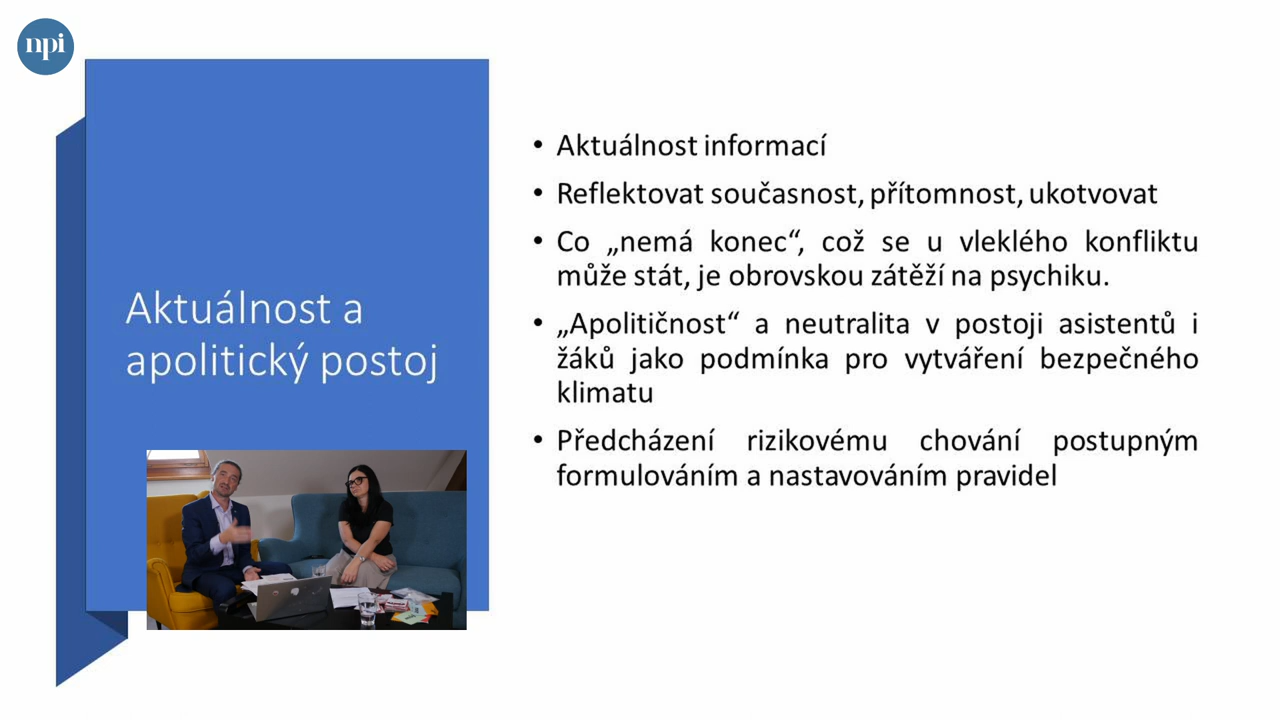 npi
Aktuálnost a
apolitický postoj
• Aktuálnost informací
• Reflektovat současnost, přítomnost, ukotvovat
• Co „nemá konec“, což se u vleklého konfliktu
může stát, je obrovskou zátěží na psychiku.
• „Apolitičnost“ a neutralita v postoji asistentů i
žáků jako podmínka pro vytváření bezpečného
klimatu
• Předcházení rizikovému chování postupným
formulováním a nastavováním pravidel